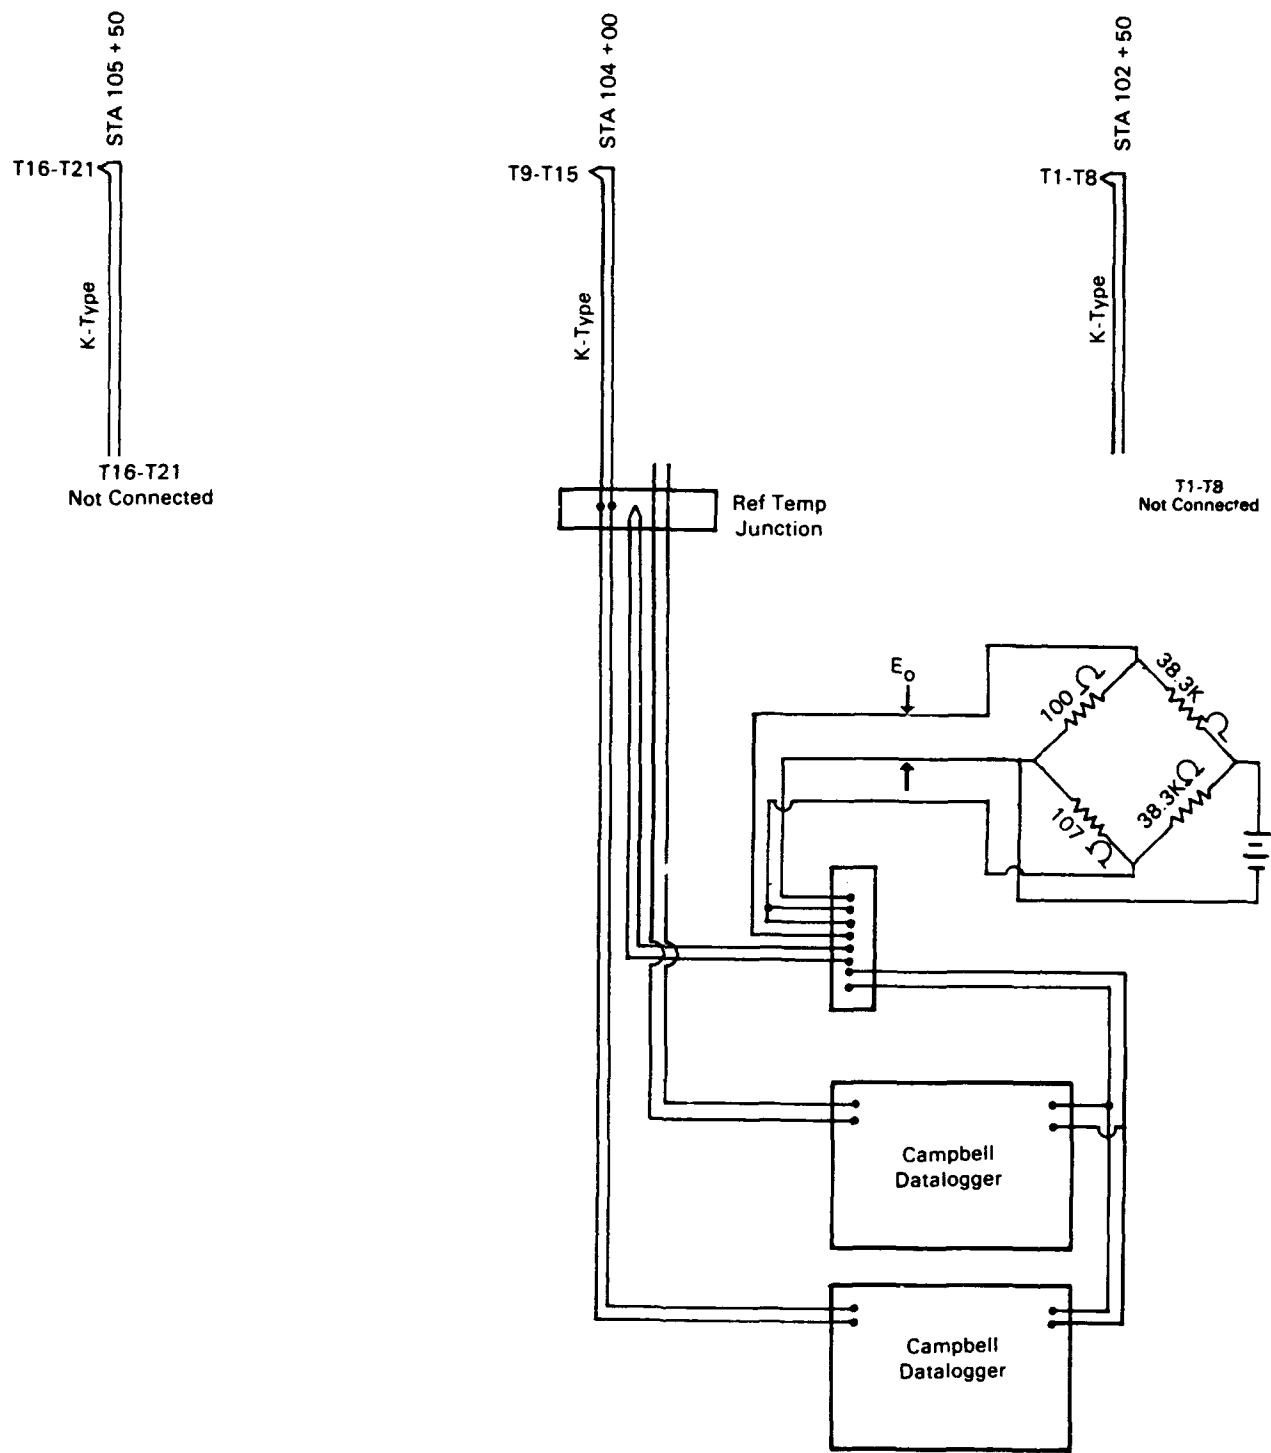 STA 105 + 50
STA 104 +00
STA 102 + 50
T16-T21
T9-T15
T1-T8
K-Type
K-Type
K-Type
T16-T21
Not Connected
Ref Temp
Junction
T1-T8
Not Connected
Eo
100 Ω
38.3K Ω
107 Ω
38.3KΩ
Campbell
Datalogger
Campbell
Datalogger